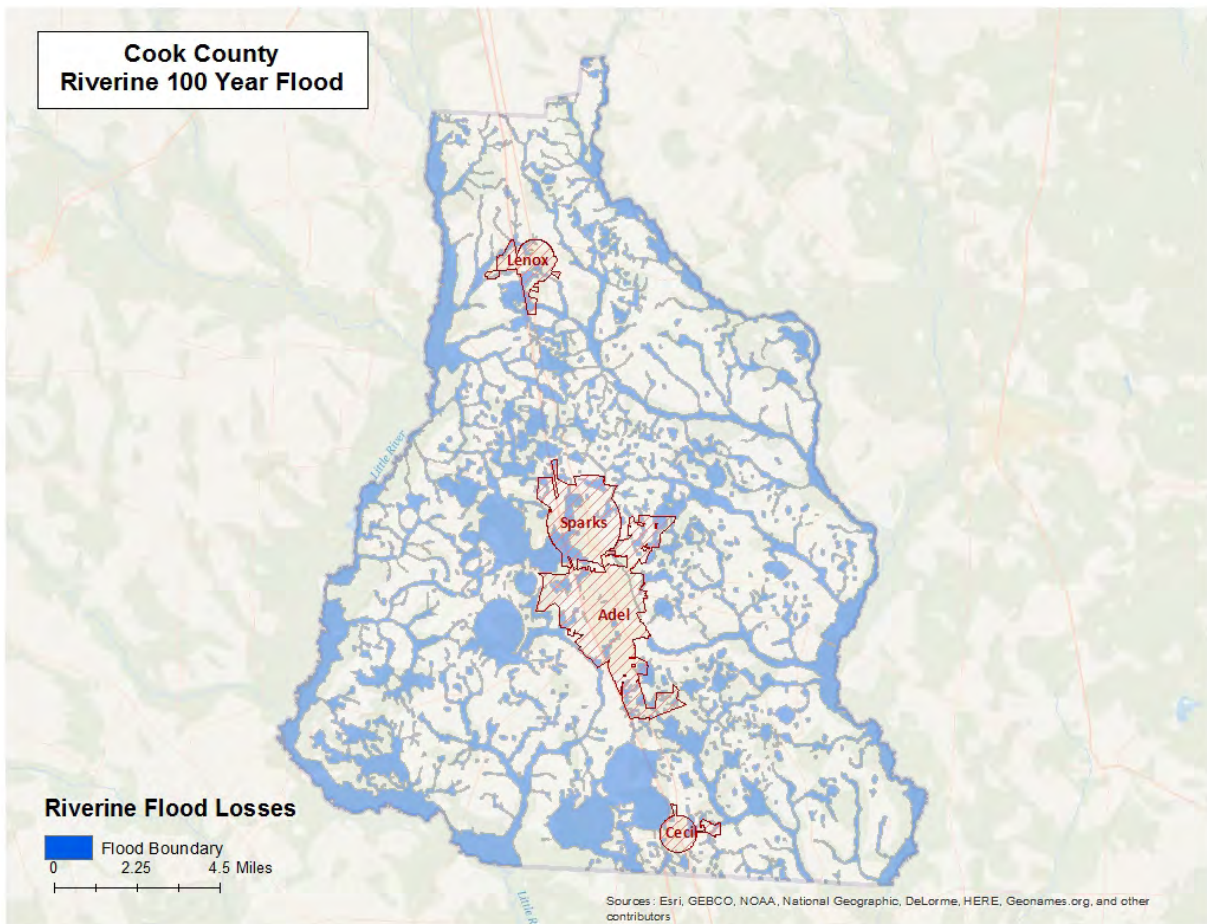 Cook County
Riverine 100 Year Flood
Lenox
Little River
Sparks
Adel
Cecil
Riverine Flood Losses
Flood Boundary
0 2.25 4.5 Miles
Little R
Sources: Esri, GEBCO, NOAA, National Geographic, DeLorme, HERE, Geonames.org, and other
contributors